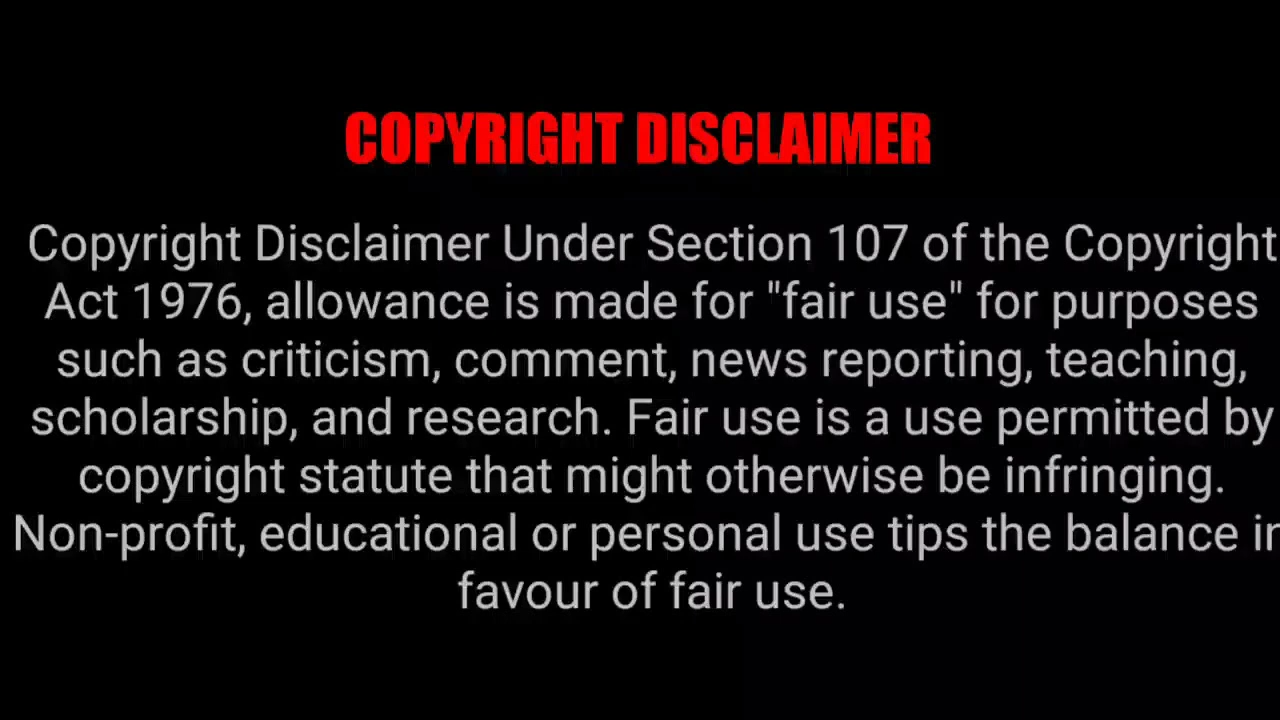 COPYRIGHT DISCLAIMER
Copyright Disclaimer Under Section 107 of the Copyright
Act 1976, allowance is made for "fair use" for purposes
such as criticism, comment, news reporting, teaching,
scholarship, and research. Fair use is a use permitted by
copyright statute that might otherwise be infringing.
Non-profit, educational or personal use tips the balance in
favour of fair use.